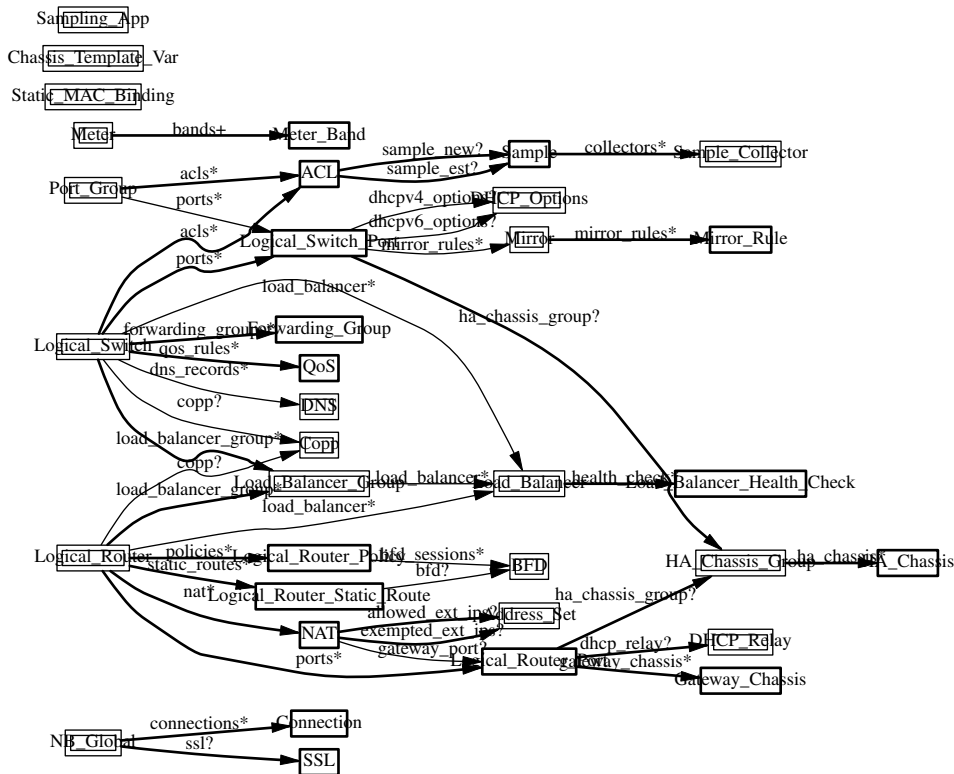 Sampling_App
Chassis_Template_Var
Static_MAC_Binding
Meter
bands+
Meter_Band
Port_Group
acls*
ports*
ACL
sample_new?
sample_est?
Sample
collectors*
Sample_Collector
dhcpv4_options?
dhcpv6_options?
DHCP_Options
acls*
ports*
Logical_Switch_Port
mirror_rules*
Mirror
mirror_rules*
Mirror_Rule
load_balancer*
ha_chassis_group?
Logical_Switch
forwarding_group*
Forwarding_Group
qos_rules*
QoS
dns_records*
DNS
copp?
Copp
load_balancer_group*
copp?
load_balancer_group*
Load_Balancer_Group
load_balancer*
Load_Balancer
health_check*
Load_Balancer_Health_Check
load_balancer*
Logical_Router
policies*
Logical_Router_Policy
bfd_sessions*
static_routes*
Logical_Router_Static_Route
bfd?
BFD
HA_Chassis_Group
ha_chassis*
HA_Chassis
nat*
NAT
allowed_ext_ips?
exempted_ext_ips?
Address_Set
ha_chassis_group?
gateway_port?
ports*
Logical_Router_Port
dhcp_relay?
DHCP_Relay
gateway_chassis*
Gateway_Chassis
NB_Global
connections*
Connection
ssl?
SSL